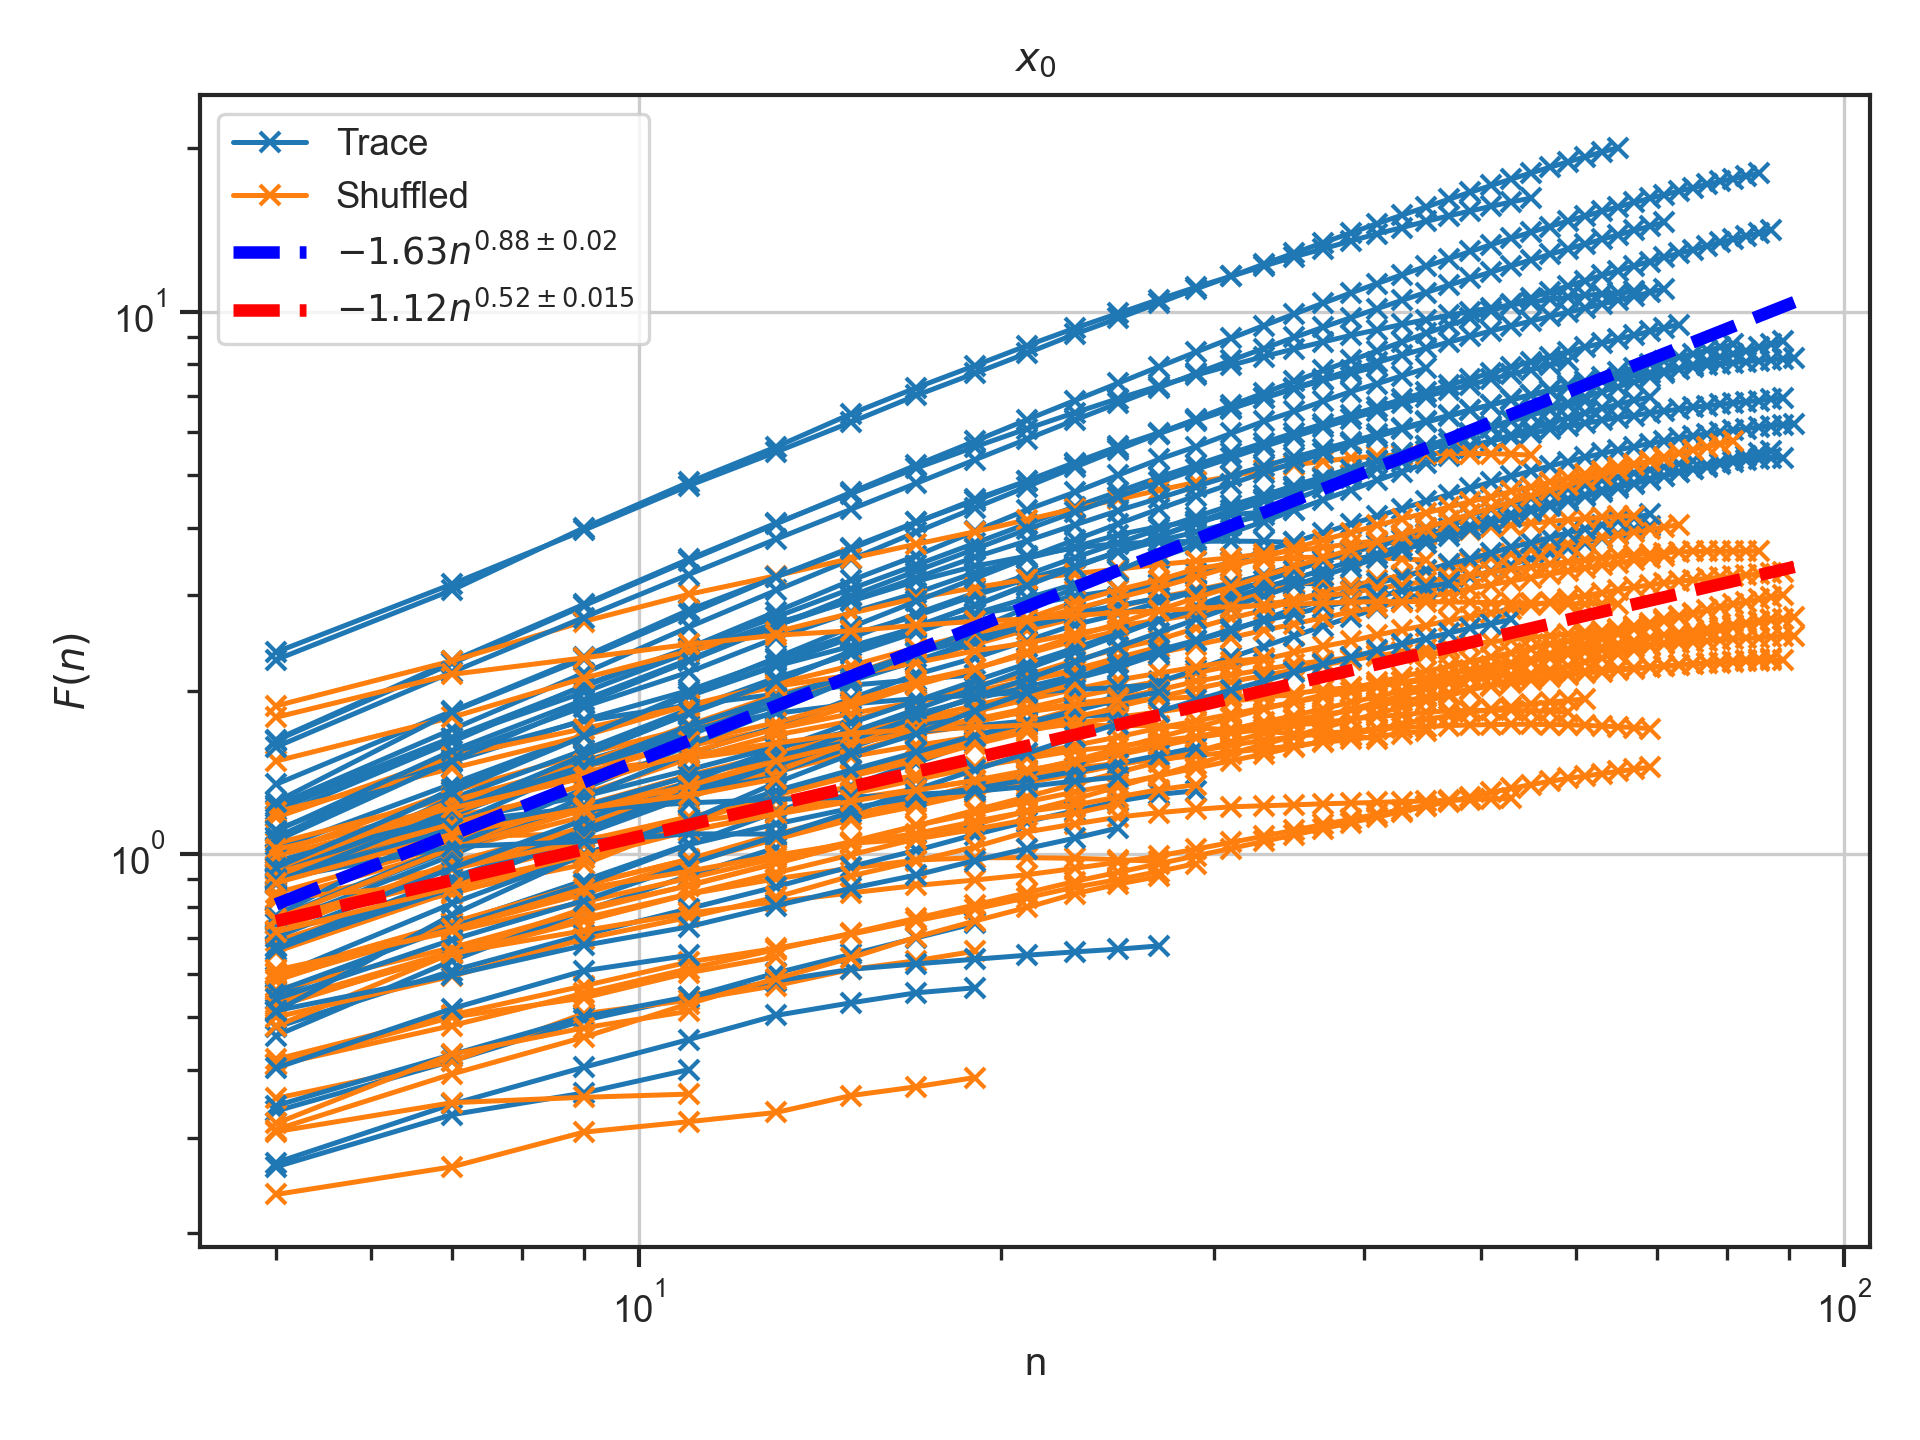 x₀
Trace
Shuffled
−1.63n^{0.88 ± 0.02}
−1.12n^{0.52 ± 0.015}
F(n)
10¹
10⁰
10¹
10²
n